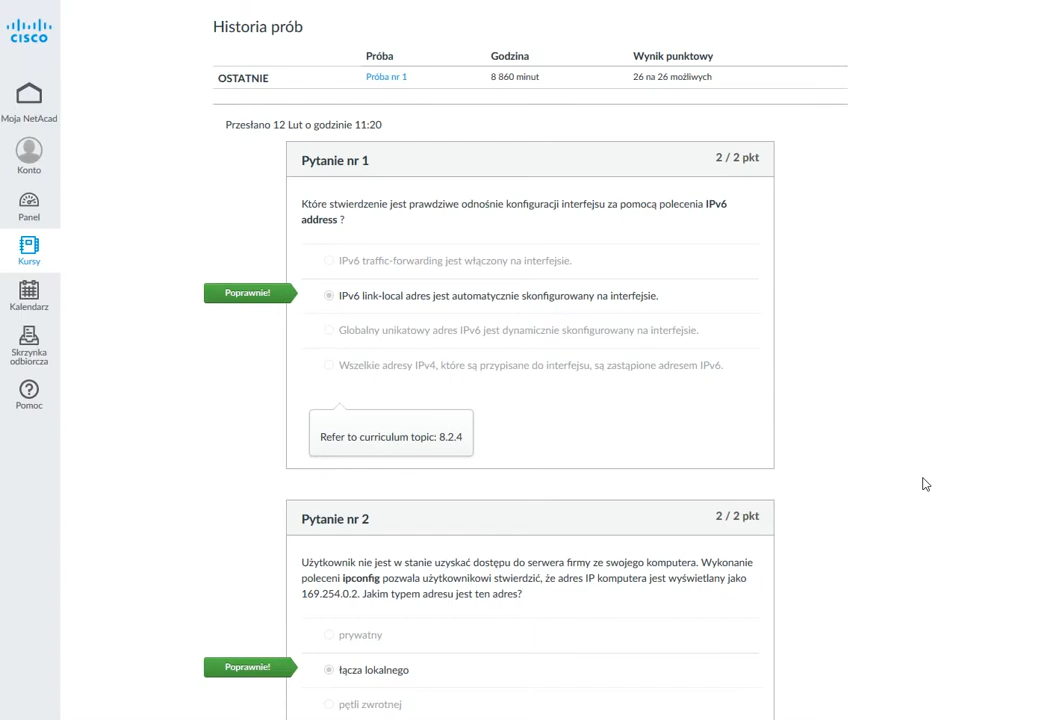 CISCO
Moja NetAcad
Konto
Panel
Kursy
Kalendarz
Skrzynka
odbiorcza
Pomoc
Historia prób
Próba Godzina Wynik punktowy
OSTATNIE Próba nr 1 8 860 minut 26 na 26 możliwych
Przesłano 12 Lut o godzinie 11:20
Pytanie nr 1 2 / 2 pkt
Które stwierdzenie jest prawdziwe odnośnie konfiguracji interfejsu za pomocą polecenia IPv6
address ?
IPv6 traffic-forwarding jest włączony na interfejsie.
Poprawnie! IPv6 link-local adres jest automatycznie skonfigurowany na interfejsie.
Globalny unikatowy adres IPv6 jest dynamicznie skonfigurowany na interfejsie.
Wszelkie adresy IPv4, które są przypisane do interfejsu, są zastąpione adresem IPv6.
Refer to curriculum topic: 8.2.4
Pytanie nr 2 2 / 2 pkt
Użytkownik nie jest w stanie uzyskać dostępu do serwera firmy ze swojego komputera. Wykonanie
poleceni ipconfig pozwala użytkownikowi stwierdzić, że adres IP komputera jest wyświetlany jako
169.254.0.2. Jakim typem adresu jest ten adres?
prywatny
Poprawnie! łącza lokalnego
pętli zwrotnej